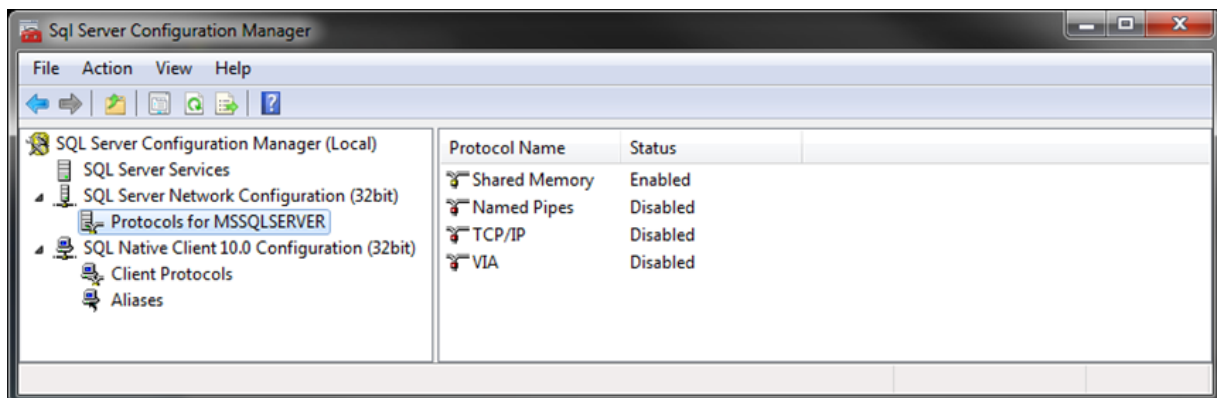 Sql Server Configuration Manager
File Action View Help
SQL Server Configuration Manager (Local)
SQL Server Services
SQL Server Network Configuration (32bit)
Protocols for MSSQLSERVER
SQL Native Client 10.0 Configuration (32bit)
Client Protocols
Aliases
Protocol Name Status
Shared Memory Enabled
Named Pipes Disabled
TCP/IP Disabled
VIA Disabled